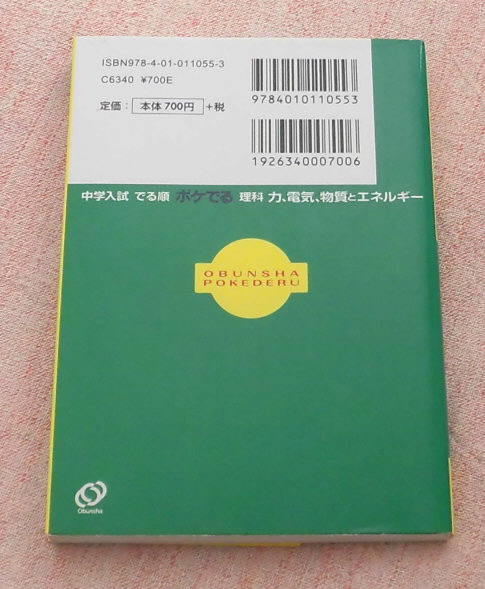 ISBN978-4-01-011055-3
C6340 ¥700E
定価：本体700円＋税
9784010110553
1926340007006
中学入試 でる順 ポケでる 理科 力、電気、物質とエネルギー
OBUNSHA
POKEDERU
Obunsha